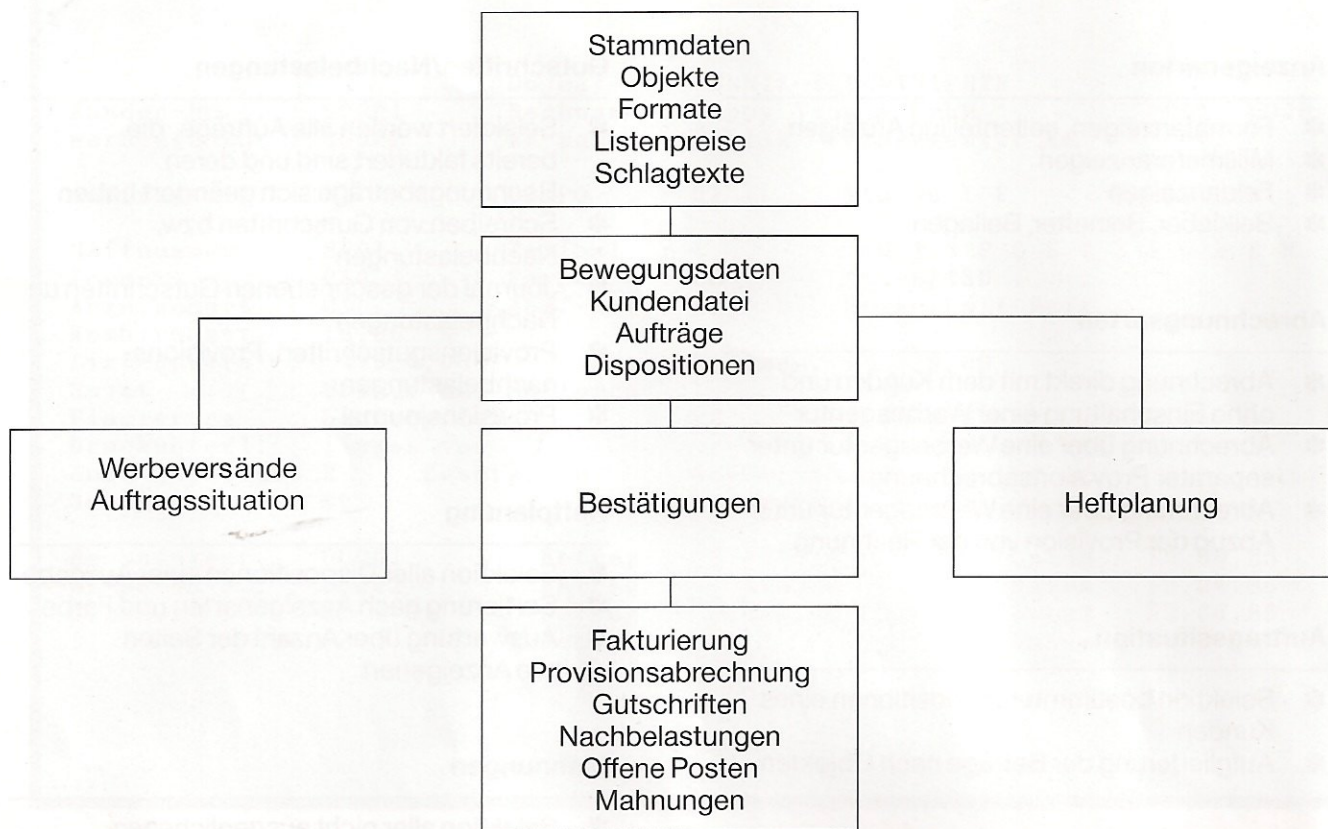 Stammdaten
Objekte
Formate
Listenpreise
Schlagtexte
Bewegungsdaten
Kundendatei
Aufträge
Dispositionen
Werbeversände
Auftragssituation
Bestätigungen
Heftplanung
Fakturierung
Provisionsabrechnung
Gutschriften
Nachbelastungen
Offene Posten
Mahnungen